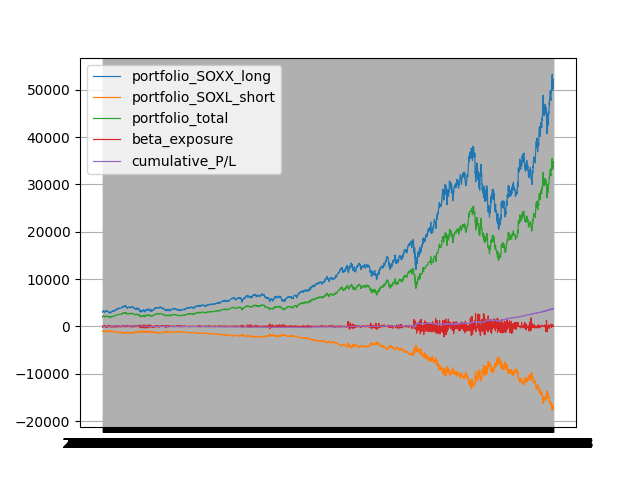 portfolio_SOXX_long
portfolio_SOXL_short
portfolio_total
beta_exposure
cumulative_P/L
50000
40000
30000
20000
10000
0
−10000
−20000